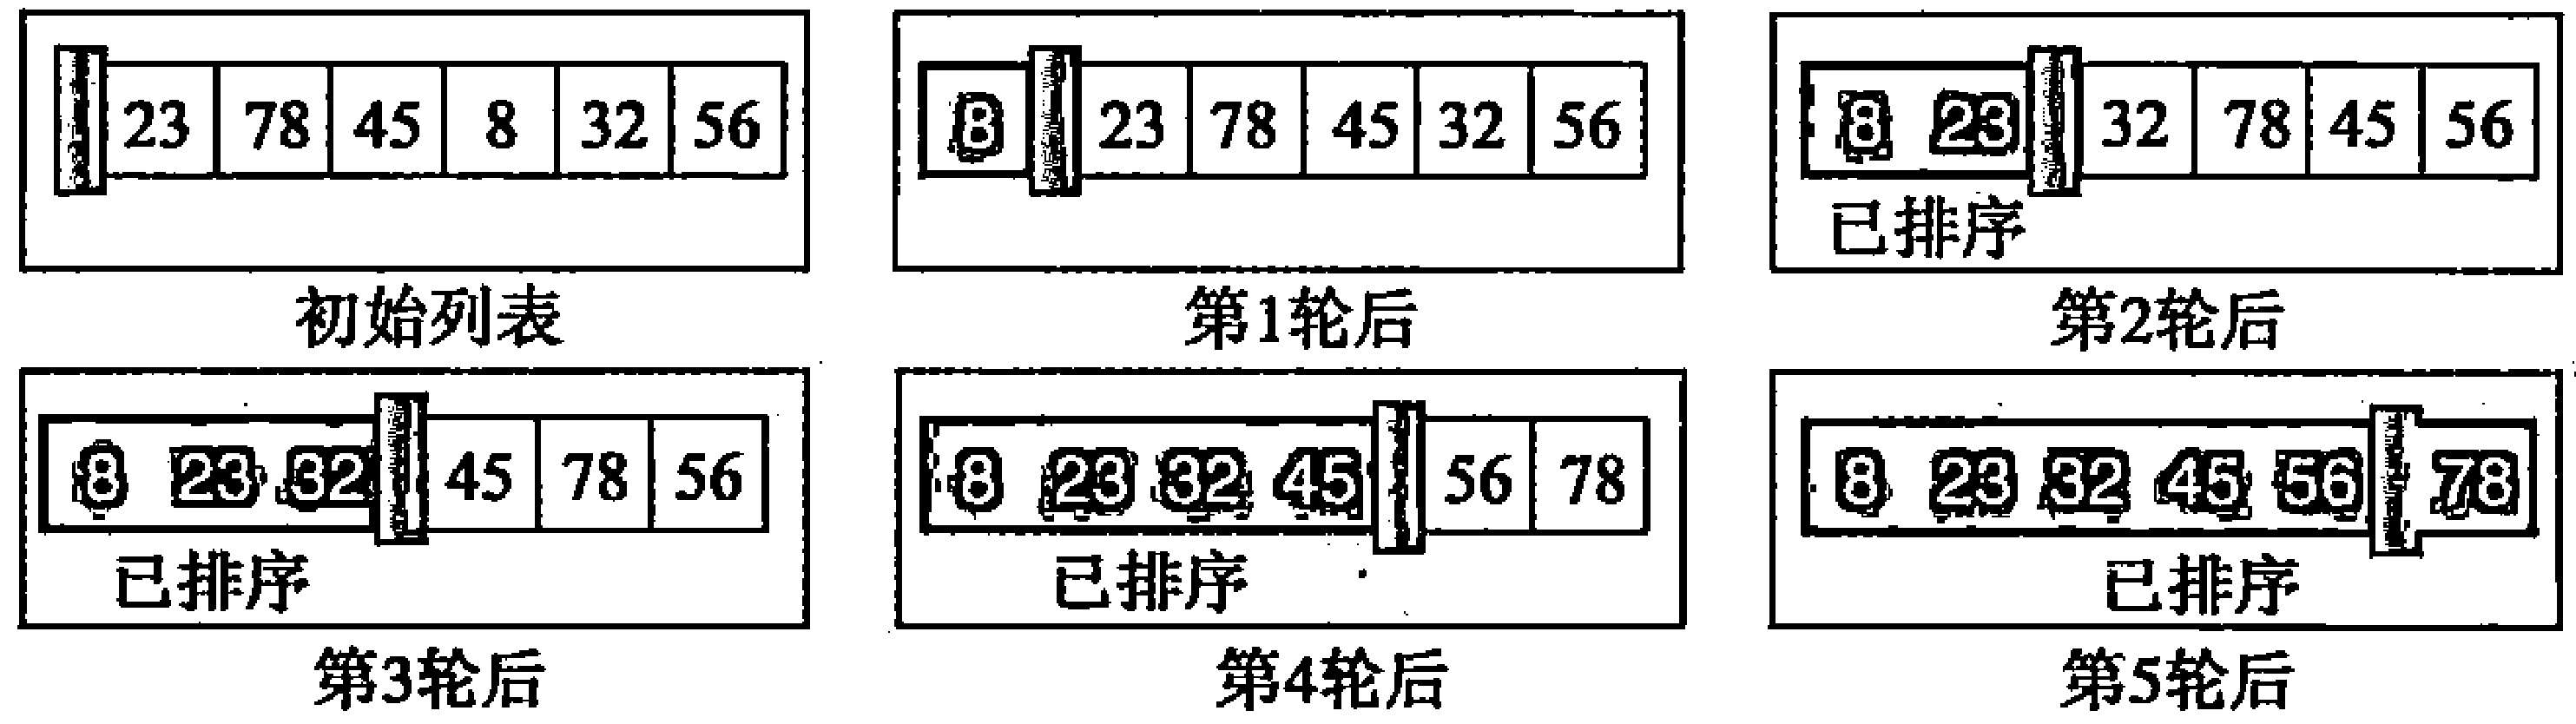 23 78 45 8 32 56
初始列表
8 23 78 45 32 56
第1轮后
8 23 32 78 45 56
已排序
第2轮后
8 23 32 45 78 56
已排序
第3轮后
8 23 32 45 56 78
已排序
第4轮后
8 23 32 45 56 78
已排序
第5轮后